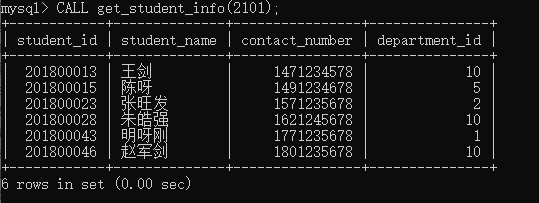 mysql> CALL get_student_info(2101);
+------------+--------------+----------------+---------------+
| student_id | student_name | contact_number | department_id |
+------------+--------------+----------------+---------------+
| 201800013 | 王剑 | 1471234578 | 10 |
| 201800015 | 陈呀 | 1491234678 | 5 |
| 201800023 | 张旺发 | 1571235678 | 2 |
| 201800028 | 朱皓强 | 1621245678 | 10 |
| 201800043 | 明呀刚 | 1771235678 | 1 |
| 201800046 | 赵军剑 | 1801235678 | 10 |
+------------+--------------+----------------+---------------+
6 rows in set (0.00 sec)